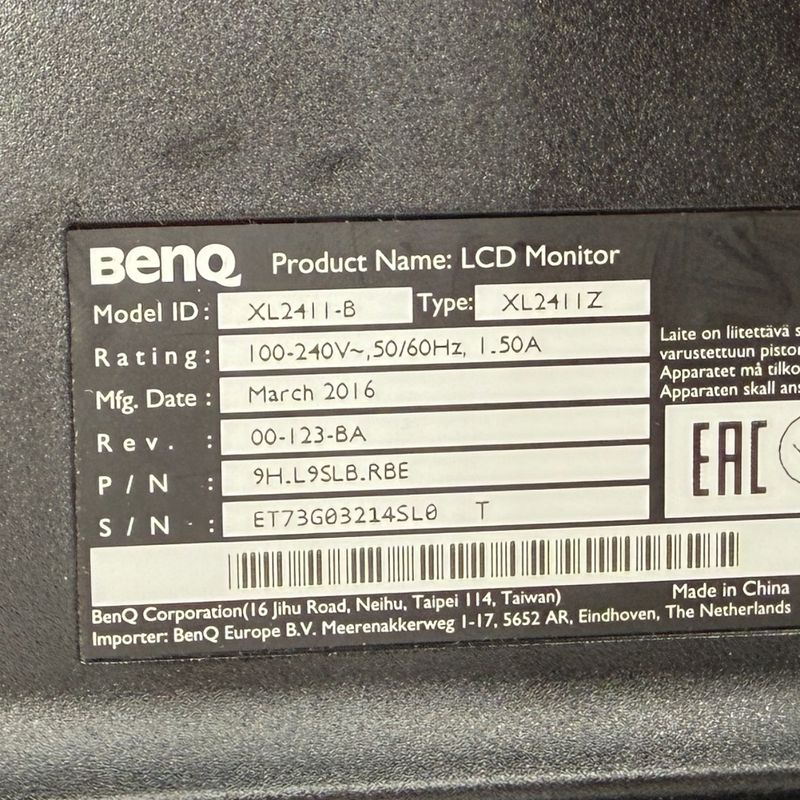 BenQ Product Name: LCD Monitor
Model ID: XL2411-B Type: XL2411Z
Rating: 100-240V~,50/60Hz, 1.50A
Mfg. Date: March 2016
Rev. : 00-123-BA
P/N : 9H.L9SLB.RBE
S/N : ET73G03214SL0 T
Laite on liitettävä
varustettuun
Apparatet må
Apparaten skall
EAC
BenQ Corporation(16 Jihu Road, Neihu, Taipei 114, Taiwan) Made in China
Importer: BenQ Europe B.V. Meerenakkerweg 1-17, 5652 AR, Eindhoven, The Netherlands